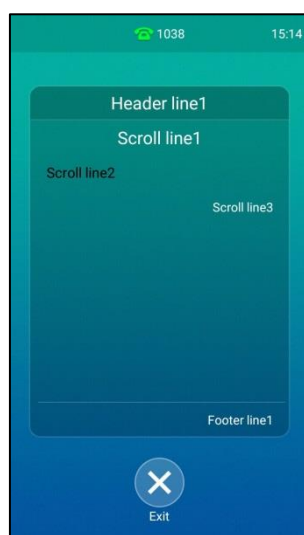 1038 15:14
Header line1
Scroll line1
Scroll line2
Scroll line3
Footer line1
Exit